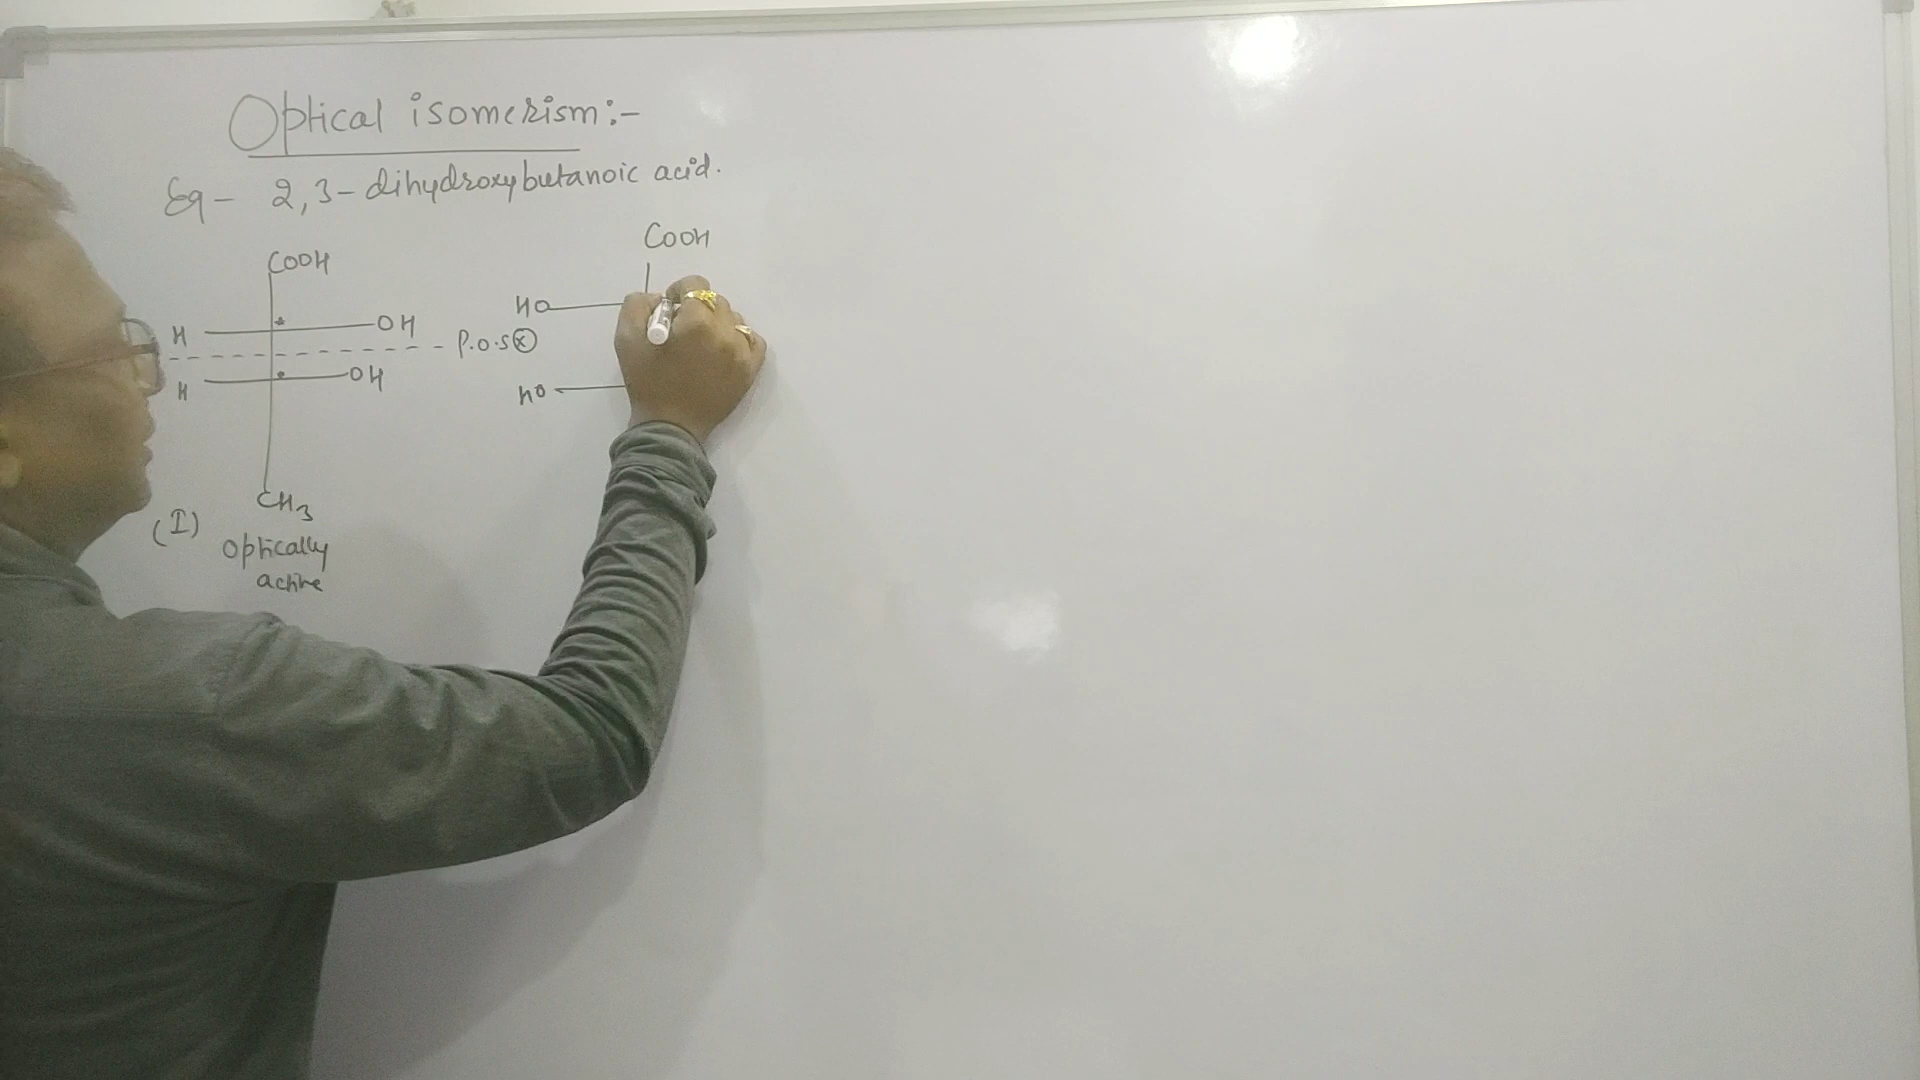 Optical isomerism:-
Eg- 2,3-dihydroxybutanoic acid.
COOH
COOH
H
OH
P.O.S ⓧ
HO
H
OH
HO
CH3
(I)
Optically
active